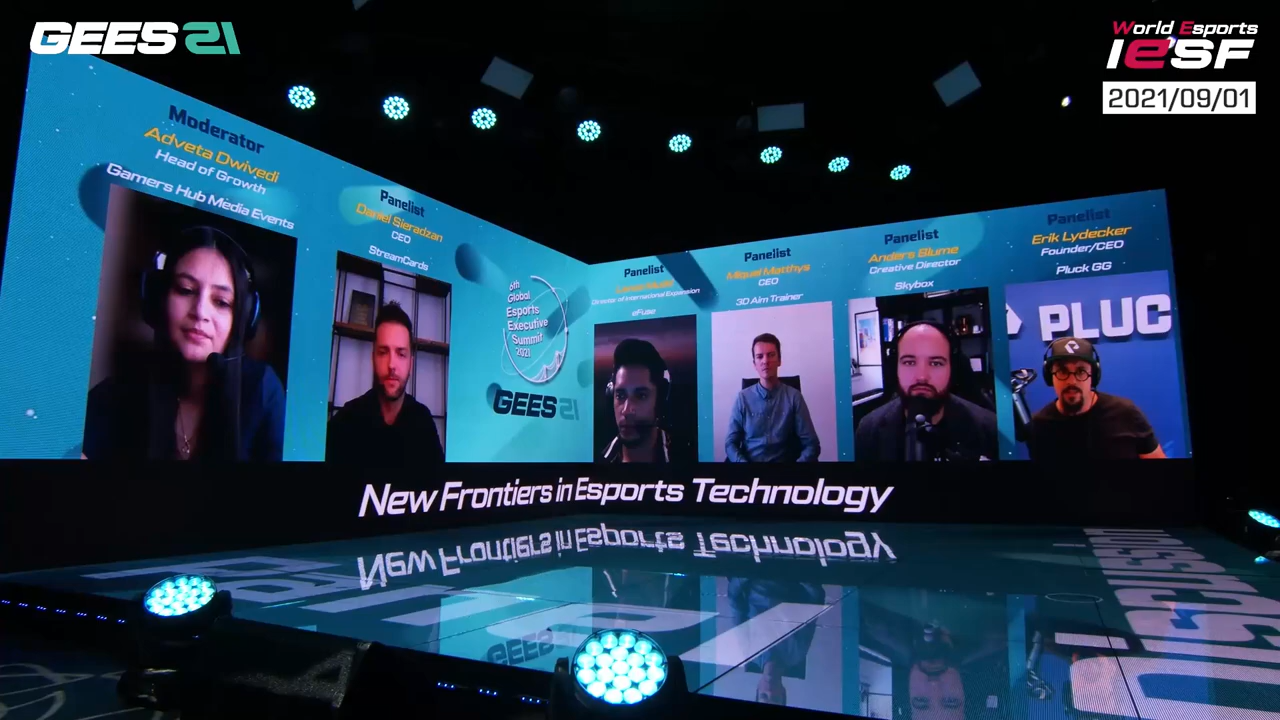 GEES 21
World Esports
IESF
2021/09/01
Moderator
Adveta Dwivedi
Head of Growth
Gamers Hub Media Events
Panelist
Daniel Sieradzan
CEO
StreamCards
6th
Global
Esports
Executive
Summit
2021
GEES 21
Panelist
Director of International Expansion
eFuse
Panelist
Miquel Matthys
CEO
3D Aim Trainer
Panelist
Anders Blume
Creative Director
Skybox
Panelist
Erik Lydecker
Founder/CEO
Pluck GG
PLUC
New Frontiers in Esports Technology